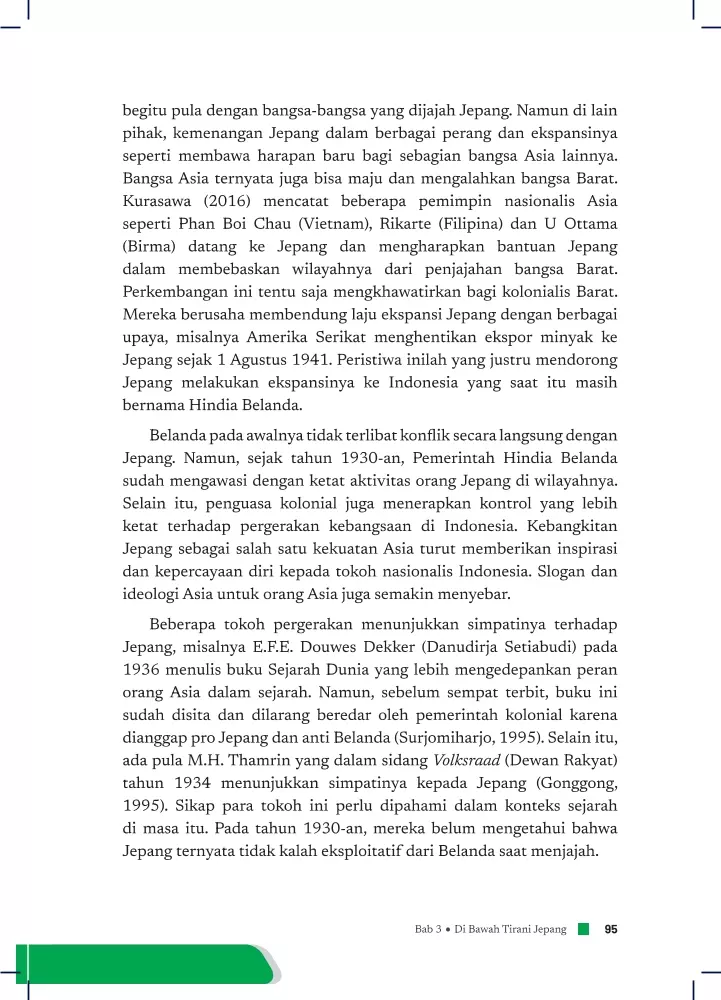 begitu pula dengan bangsa-bangsa yang dijajah Jepang. Namun di lain
pihak, kemenangan Jepang dalam berbagai perang dan ekspansinya
seperti membawa harapan baru bagi sebagian bangsa Asia lainnya.
Bangsa Asia ternyata juga bisa maju dan mengalahkan bangsa Barat.
Kurasawa (2016) mencatat beberapa pemimpin nasionalis Asia
seperti Phan Boi Chau (Vietnam), Rikarte (Filipina) dan U Ottama
(Birma) datang ke Jepang dan mengharapkan bantuan Jepang
dalam membebaskan wilayahnya dari penjajahan bangsa Barat.
Perkembangan ini tentu saja mengkhawatirkan bagi kolonialis Barat.
Mereka berusaha membendung laju ekspansi Jepang dengan berbagai
upaya, misalnya Amerika Serikat menghentikan ekspor minyak ke
Jepang sejak 1 Agustus 1941. Peristiwa inilah yang justru mendorong
Jepang melakukan ekspansinya ke Indonesia yang saat itu masih
bernama Hindia Belanda.
Belanda pada awalnya tidak terlibat konflik secara langsung dengan
Jepang. Namun, sejak tahun 1930-an, Pemerintah Hindia Belanda
sudah mengawasi dengan ketat aktivitas orang Jepang di wilayahnya.
Selain itu, penguasa kolonial juga menerapkan kontrol yang lebih
ketat terhadap pergerakan kebangsaan di Indonesia. Kebangkitan
Jepang sebagai salah satu kekuatan Asia turut memberikan inspirasi
dan kepercayaan diri kepada tokoh nasionalis Indonesia. Slogan dan
ideologi Asia untuk orang Asia juga semakin menyebar.
Beberapa tokoh pergerakan menunjukkan simpatinya terhadap
Jepang, misalnya E.F.E. Douwes Dekker (Danudirja Setiabudi) pada
1936 menulis buku Sejarah Dunia yang lebih mengedepankan peran
orang Asia dalam sejarah. Namun, sebelum sempat terbit, buku ini
sudah disita dan dilarang beredar oleh pemerintah kolonial karena
dianggap pro Jepang dan anti Belanda (Surjomiharjo, 1995). Selain itu,
ada pula M.H. Thamrin yang dalam sidang Volksraad (Dewan Rakyat)
tahun 1934 menunjukkan simpatinya kepada Jepang (Gonggong,
1995). Sikap para tokoh ini perlu dipahami dalam konteks sejarah
di masa itu. Pada tahun 1930-an, mereka belum mengetahui bahwa
Jepang ternyata tidak kalah eksploitatif dari Belanda saat menjajah.
Bab 3 • Di Bawah Tirani Jepang 95